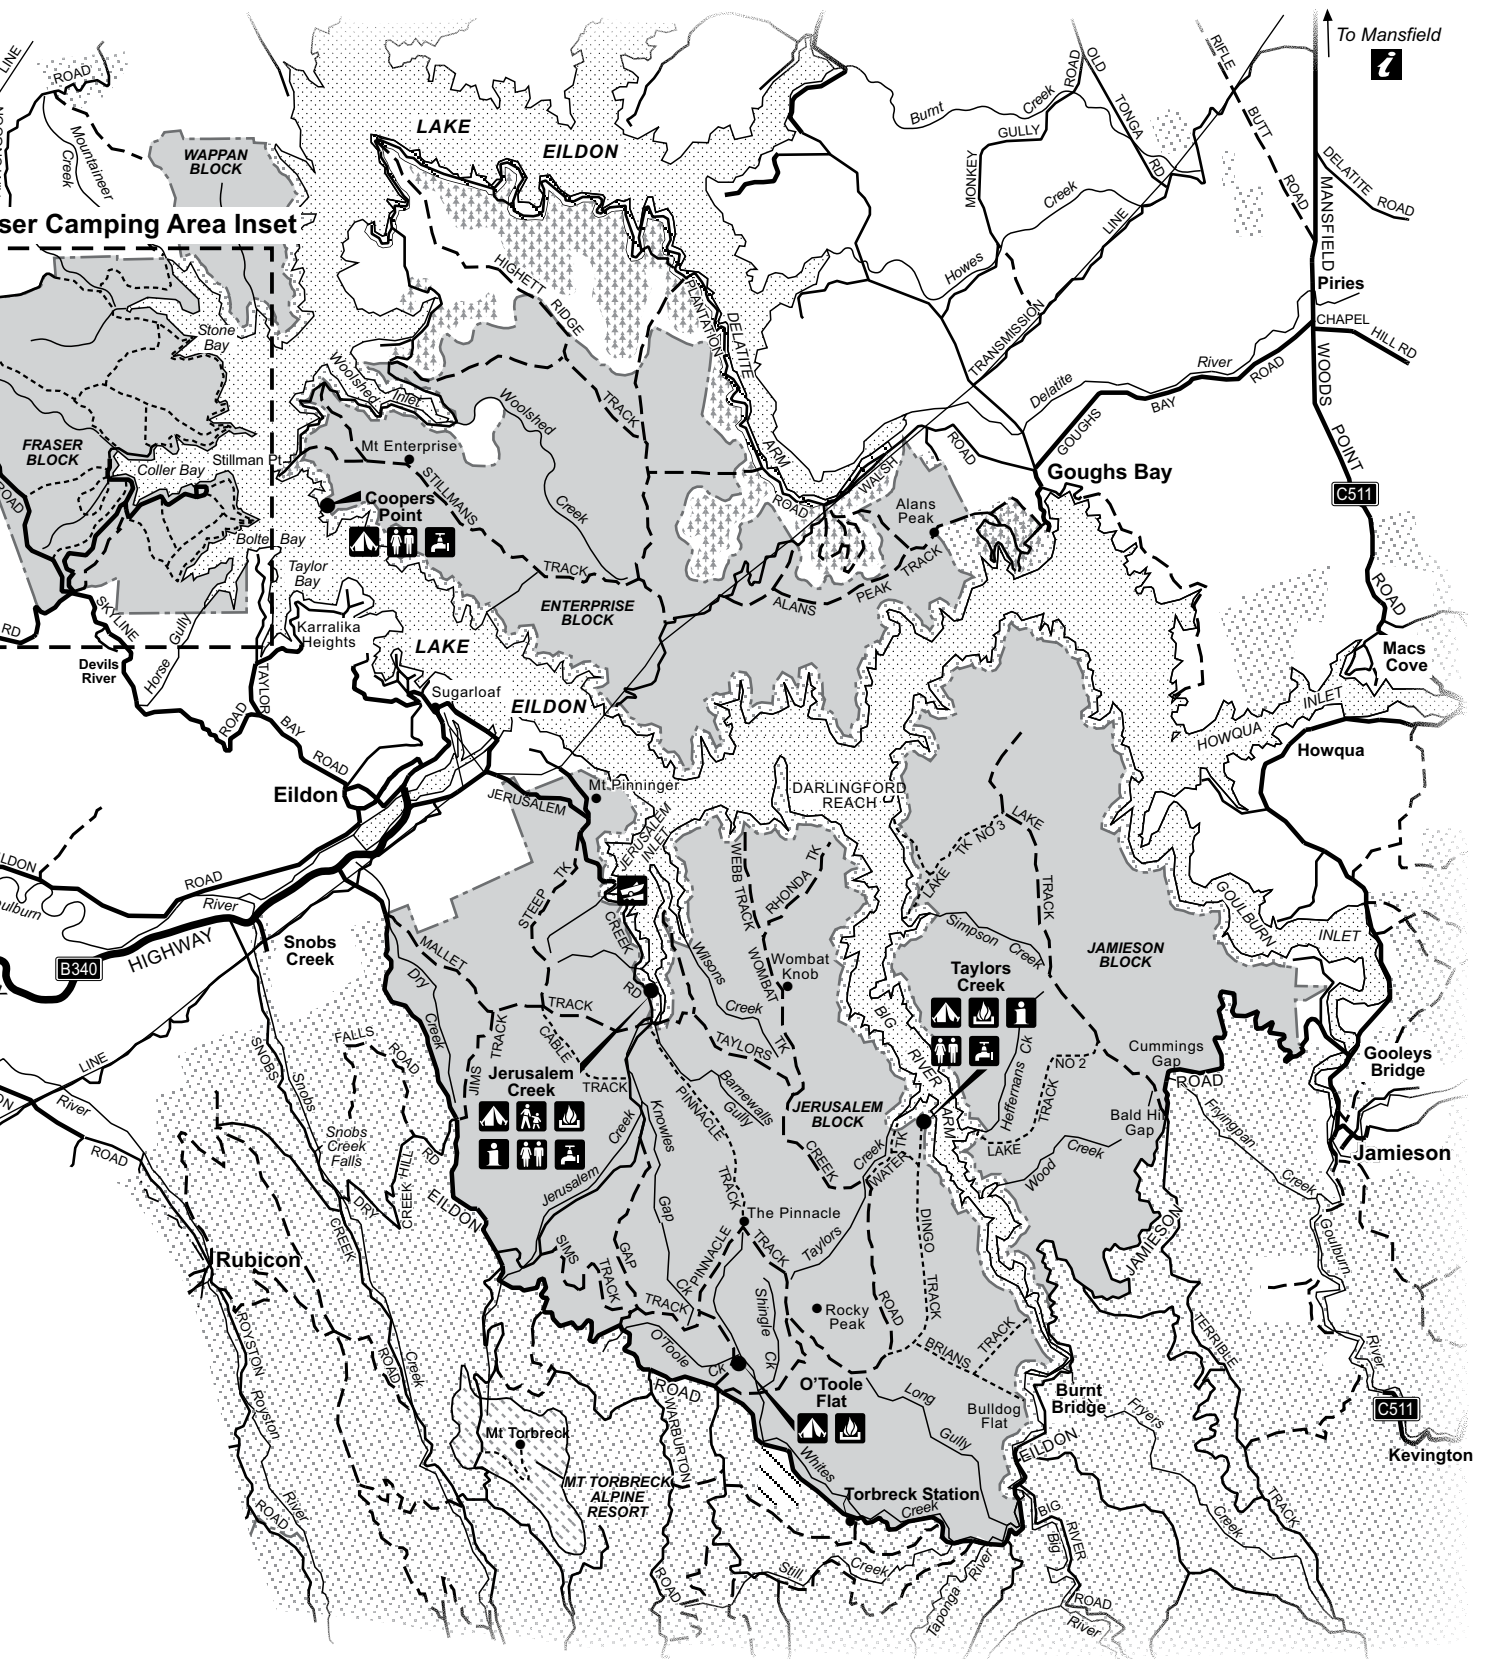 To Mansfield
i
LINE
ROAD
Mountaineer
Creek
WAPPAN
BLOCK
LAKE
EILDON
Burnt
Creek
ROAD
OLD
TONGA
RD
GULLY
MONKEY
Creek
Howes
LINE
TRANSMISSION
RIFLE
BUTT
ROAD
DELATITE
ROAD
MANSFIELD
Piries
CHAPEL
HILL RD
WOODS
POINT
C511
ROAD
ser Camping Area Inset
HIGHETT
RIDGE
TRACK
PLANTATION
DELATITE
ARM
ROAD
WALSH
Stone
Bay
Woolshed
Inlet
Woolshed
Creek
FRASER
BLOCK
Coller Bay
Stillman Pt
Mt Enterprise
STILLMANS
TRACK
Coopers
Point
Bolte Bay
Taylor
Bay
ENTERPRISE
BLOCK
Delatite
River
GOUGHS
BAY
ROAD
ROAD
Goughs Bay
Alans
Peak
ALANS
PEAK
TRACK
ROAD
RD
SKYLINE
Devils
River
Horse
Gully
Karralika
Heights
TAYLOR
BAY
ROAD
ROAD
LAKE
EILDON
Sugarloaf
Macs
Cove
INLET
HOWQUA
Howqua
Eildon
JERUSALEM
Mt Pinninger
JERUSALEM
INLET
DARLINGFORD
REACH
LAKE
TK NO 3
LAKE
TRACK
GOULBURN
INLET
ILDON
ROAD
River
oulburn
HIGHWAY
B340
Snobs
Creek
STEEP
TK
CREEK
RD
WEBB TRACK
RHONDA
TK
Wilsons
Creek
WOMBAT
TK
Wombat
Knob
Simpson
Creek
JAMIESON
BLOCK
MALLET
TRACK
Dry
Creek
JIMS
TRACK
CABLE
TRACK
TAYLORS
Barnewalls
Gully
CREEK
Taylors
Creek
i
BIG
RIVER
ARM
Heffernans Ck
NO 2
TRACK
LAKE
Cummings
Gap
Bald Hill
Gap
ROAD
Gooleys
Bridge
Jamieson
Wood
Creek
Fryingpan
Creek
Goulburn
River
LINE
River
ROAD
SNOBS
Snobs
FALLS
ROAD
Snobs
Creek
Falls
DRY
CREEK HILL
RD
CREEK
ROAD
Creek
EILDON
Jerusalem
Creek
i
Jerusalem
Creek
Knowles
Gap
Ck
PINNACLE
TRACK
JERUSALEM
BLOCK
Creek
WATER
TK
The Pinnacle
Taylors
PINNACLE
TRACK
DINGO
TRACK
ROAD
SIMS
TRACK
GAP
TRACK
Shingle
Ck
Rocky
Peak
BRIANS
TRACK
O'Toole
Ck
O'Toole
Flat
Long
Gully
Bulldog
Flat
Burnt
Bridge
JAMIESON
TERRIBLE
TRACK
C511
Kevington
Rubicon
ROYSTON
ROAD
Royston
River
Mt Torbreck
MT TORBRECK
ALPINE
RESORT
ROAD
WARBURTON
ROAD
Whites
Creek
Torbreck Station
EILDON
Fryers
Creek
BIG
RIVER
ROAD
Big
River
Still
Creek
Taponga
River